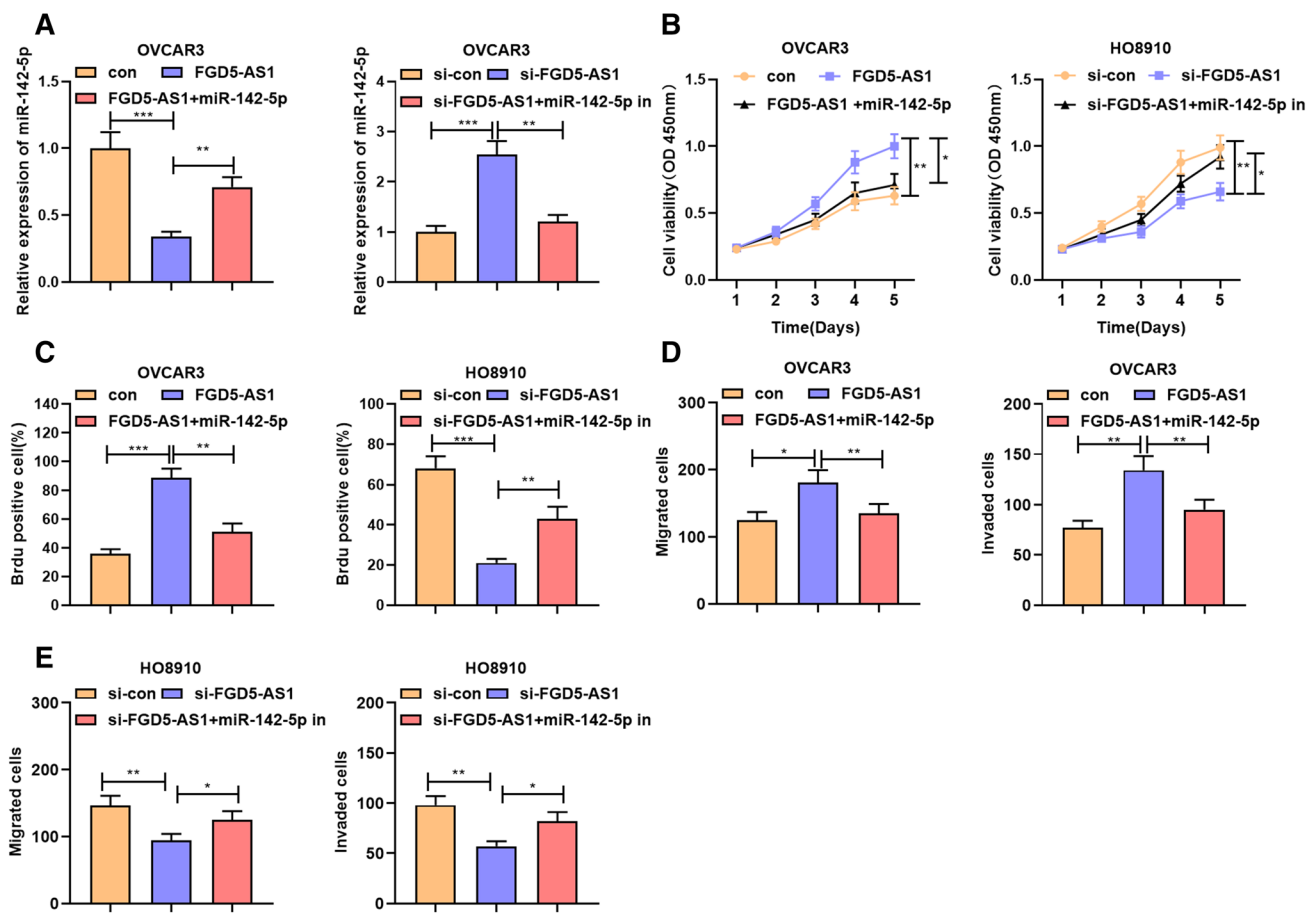 A
OVCAR3
con FGD5-AS1
FGD5-AS1+miR-142-5p
Relative expression of miR-142-5p
1.5
1.0
0.5
0.0
***
**
OVCAR3
si-con si-FGD5-AS1
si-FGD5-AS1+miR-142-5p in
Relative expression of miR-142-5p
4
3
2
1
0
***
**
B
OVCAR3
con FGD5-AS1
FGD5-AS1 +miR-142-5p
Cell viability(OD 450nm)
1.5
1.0
0.5
0.0
**
*
1 2 3 4 5
Time(Days)
HO8910
si-con si-FGD5-AS1
si-FGD5-AS1+miR-142-5p in
Cell viability(OD 450nm)
1.5
1.0
0.5
0.0
**
*
1 2 3 4 5
Time(Days)
C
OVCAR3
con FGD5-AS1
FGD5-AS1+miR-142-5p
Brdu positive cell(%)
140
120
100
80
60
40
20
0
***
**
HO8910
si-con si-FGD5-AS1
si-FGD5-AS1+miR-142-5p in
Brdu positive cell(%)
100
80
60
40
20
0
***
**
D
OVCAR3
con FGD5-AS1
FGD5-AS1+miR-142-5p
Migrated cells
300
200
100
0
*
**
OVCAR3
con FGD5-AS1
FGD5-AS1+miR-142-5p
Invaded cells
200
150
100
50
0
**
**
E
HO8910
si-con si-FGD5-AS1
si-FGD5-AS1+miR-142-5p in
Migrated cells
300
200
100
0
**
*
HO8910
si-con si-FGD5-AS1
si-FGD5-AS1+miR-142-5p in
Invaded cells
200
150
100
50
0
**
*